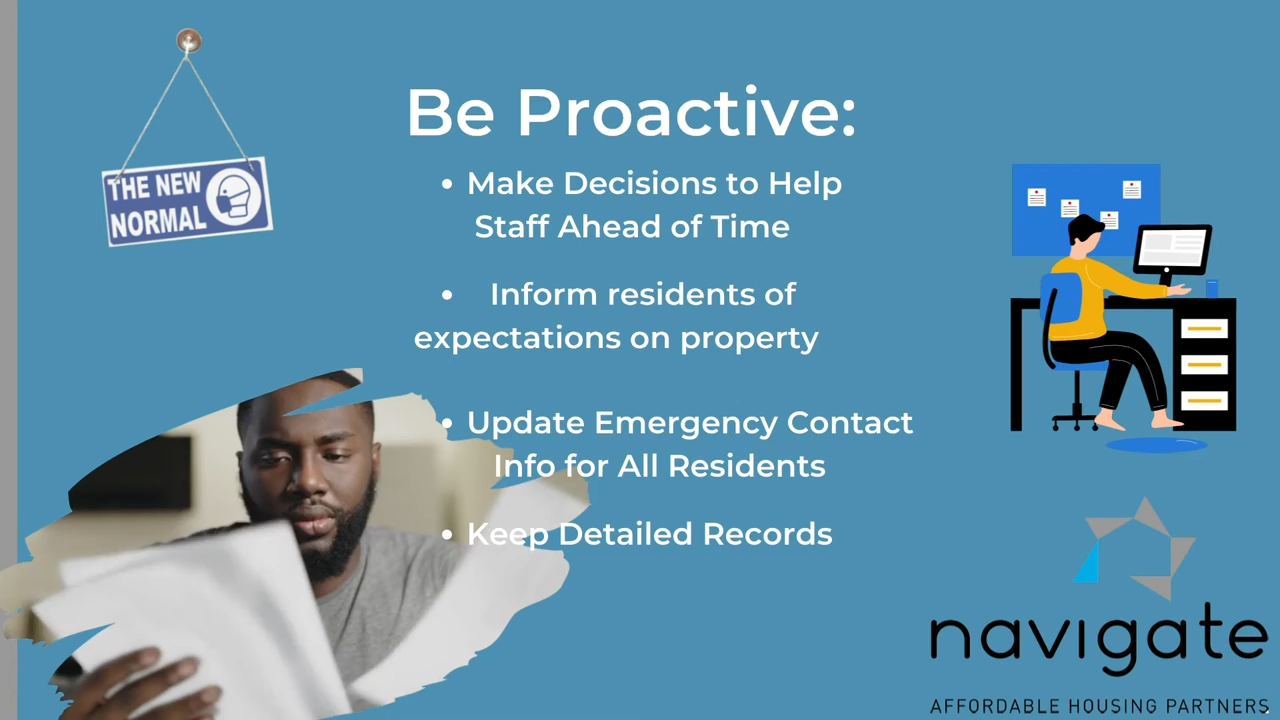 THE NEW
NORMAL
Be Proactive:
• Make Decisions to Help
Staff Ahead of Time
• Inform residents of
expectations on property
• Update Emergency Contact
Info for All Residents
• Keep Detailed Records
navigate
AFFORDABLE HOUSING PARTNERS